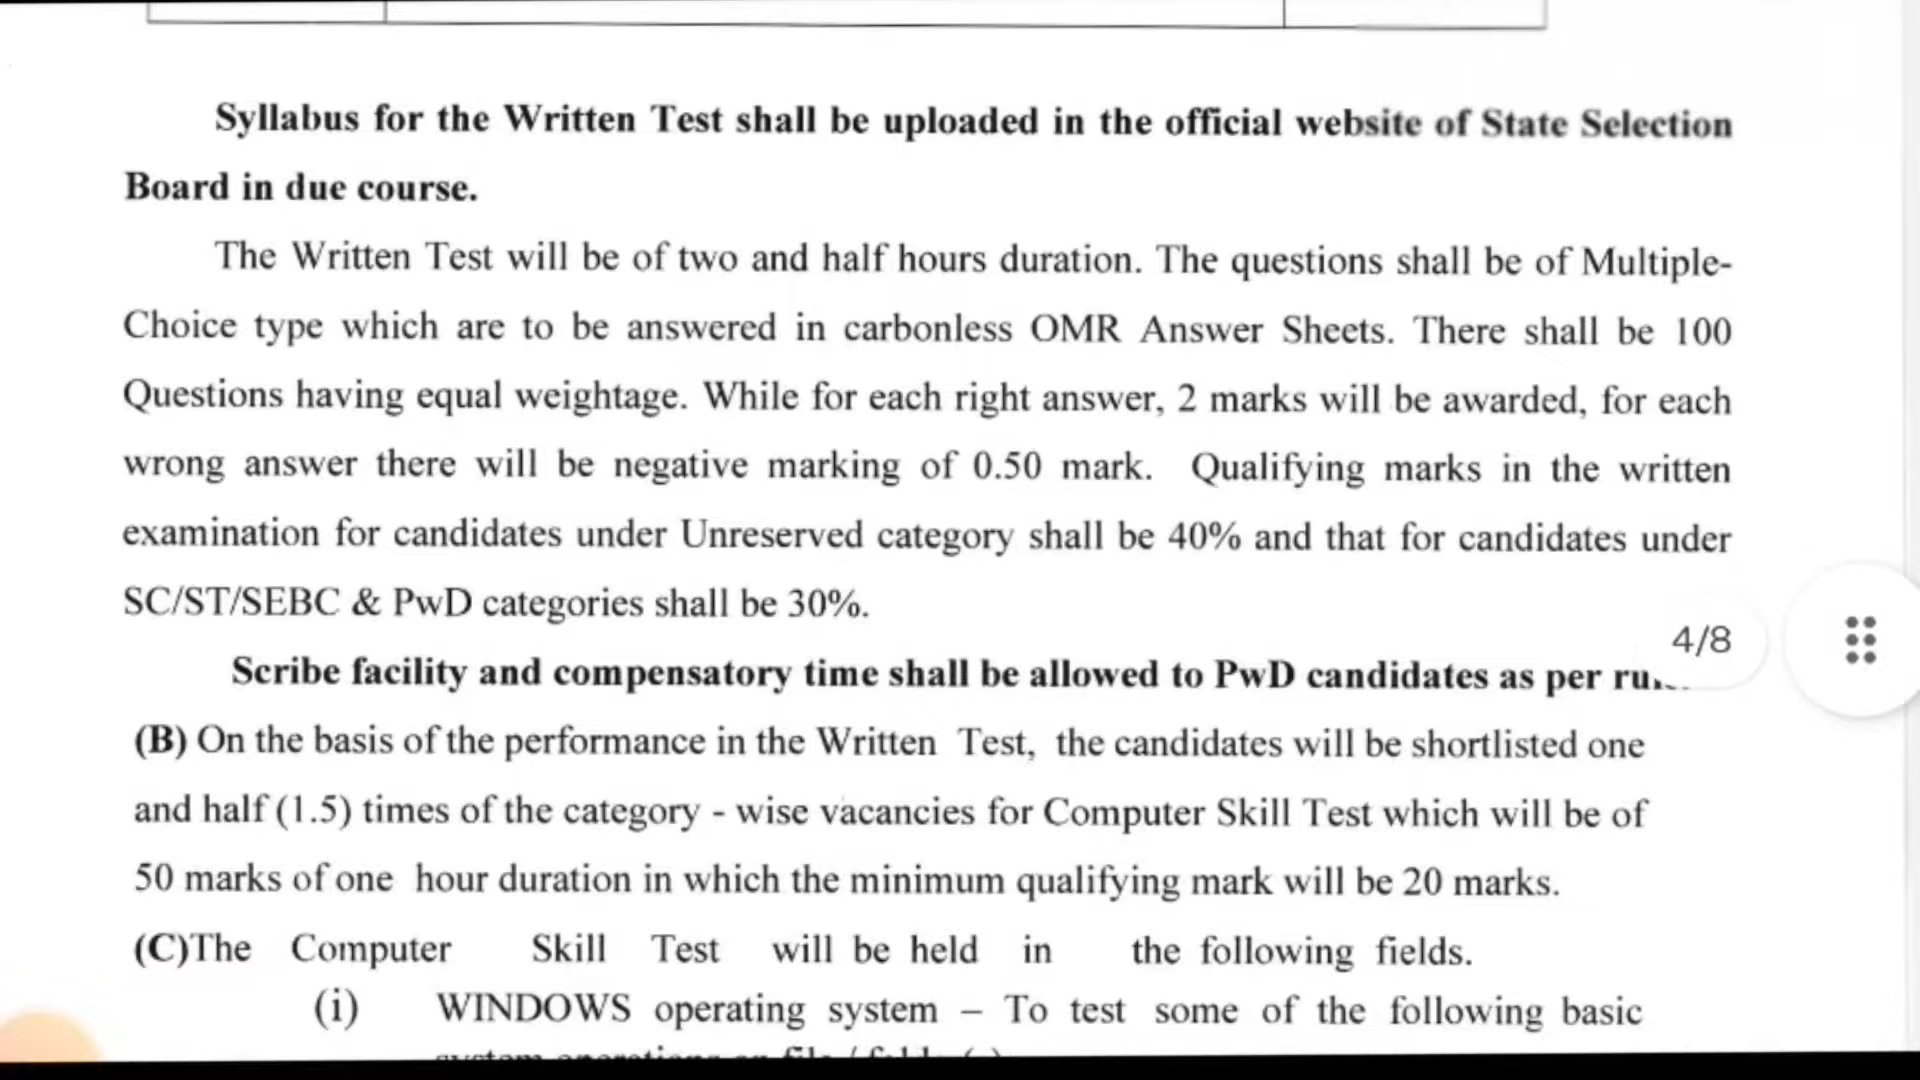 Syllabus for the Written Test shall be uploaded in the official website of State Selection
Board in due course.
The Written Test will be of two and half hours duration. The questions shall be of Multiple-
Choice type which are to be answered in carbonless OMR Answer Sheets. There shall be 100
Questions having equal weightage. While for each right answer, 2 marks will be awarded, for each
wrong answer there will be negative marking of 0.50 mark. Qualifying marks in the written
examination for candidates under Unreserved category shall be 40% and that for candidates under
SC/ST/SEBC & PwD categories shall be 30%.
4/8
Scribe facility and compensatory time shall be allowed to PwD candidates as per
(B) On the basis of the performance in the Written Test, the candidates will be shortlisted one
and half (1.5) times of the category - wise vacancies for Computer Skill Test which will be of
50 marks of one hour duration in which the minimum qualifying mark will be 20 marks.
(C)The Computer Skill Test will be held in the following fields.
(i) WINDOWS operating system – To test some of the following basic